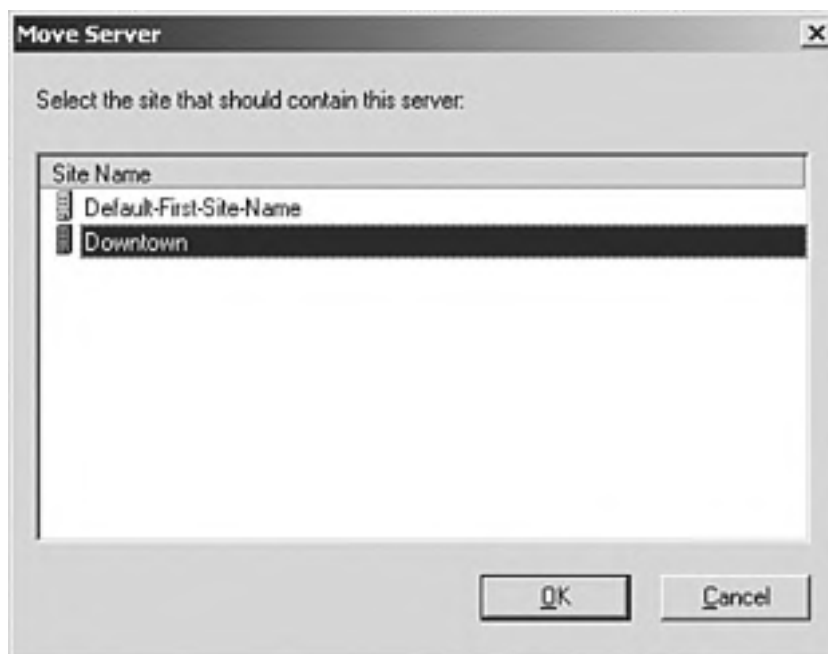 Move Server
Select the site that should contain this server:
Site Name
Default-First-Site-Name
Downtown
OK
Cancel